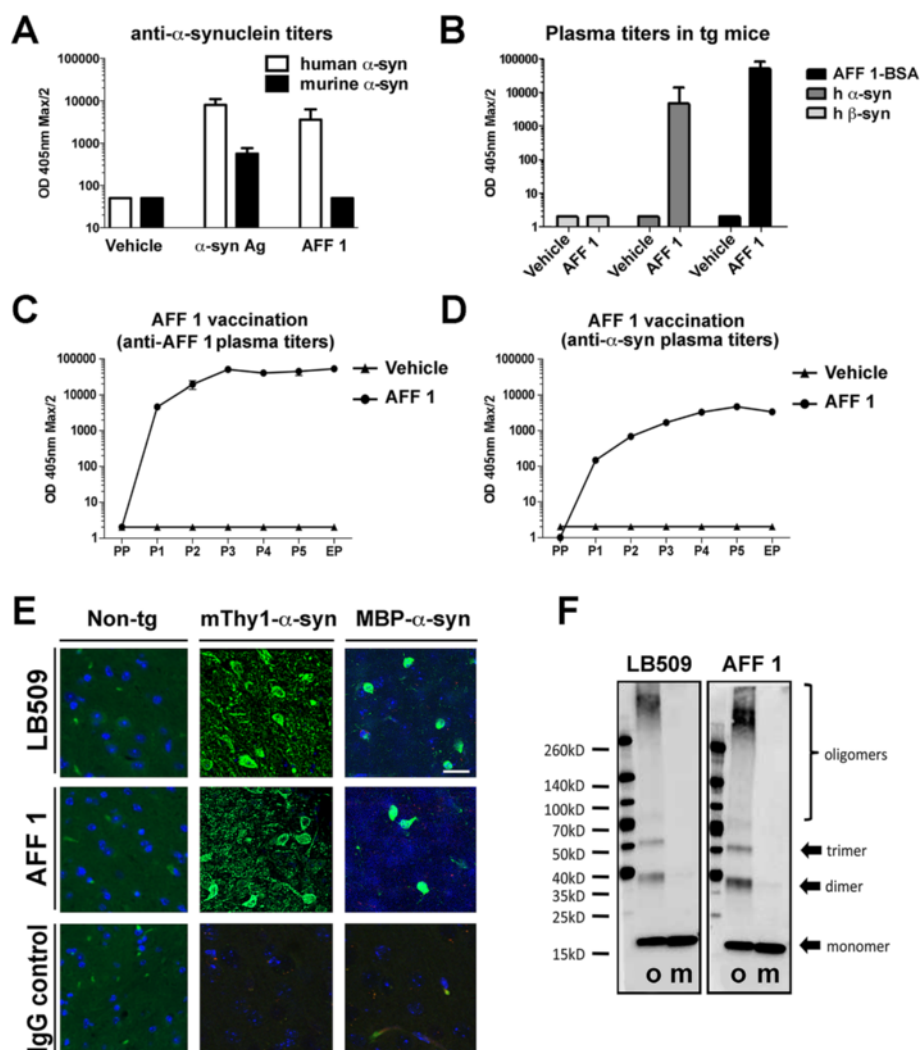 A
anti-α-synuclein titers
human α-syn
murine α-syn
OD 405nm Max/2
100000
10000
1000
100
10
Vehicle
α-syn Ag
AFF 1
B
Plasma titers in tg mice
AFF 1-BSA
h α-syn
h β-syn
OD 405nm Max/2
100000
10000
1000
100
10
1
Vehicle
AFF 1
Vehicle
AFF 1
Vehicle
AFF 1
C
AFF 1 vaccination
(anti-AFF 1 plasma titers)
Vehicle
AFF 1
OD 405nm Max/2
100000
10000
1000
100
10
1
PP P1 P2 P3 P4 P5 EP
D
AFF 1 vaccination
(anti-α-syn plasma titers)
Vehicle
AFF 1
OD 405nm Max/2
100000
10000
1000
100
10
1
PP P1 P2 P3 P4 P5 EP
E
Non-tg mThy1-α-syn MBP-α-syn
LB509
AFF 1
IgG control
F
LB509 AFF 1
260kD
140kD
100kD
70kD
50kD
40kD
35kD
25kD
15kD
oligomers
trimer
dimer
monomer
o m o m